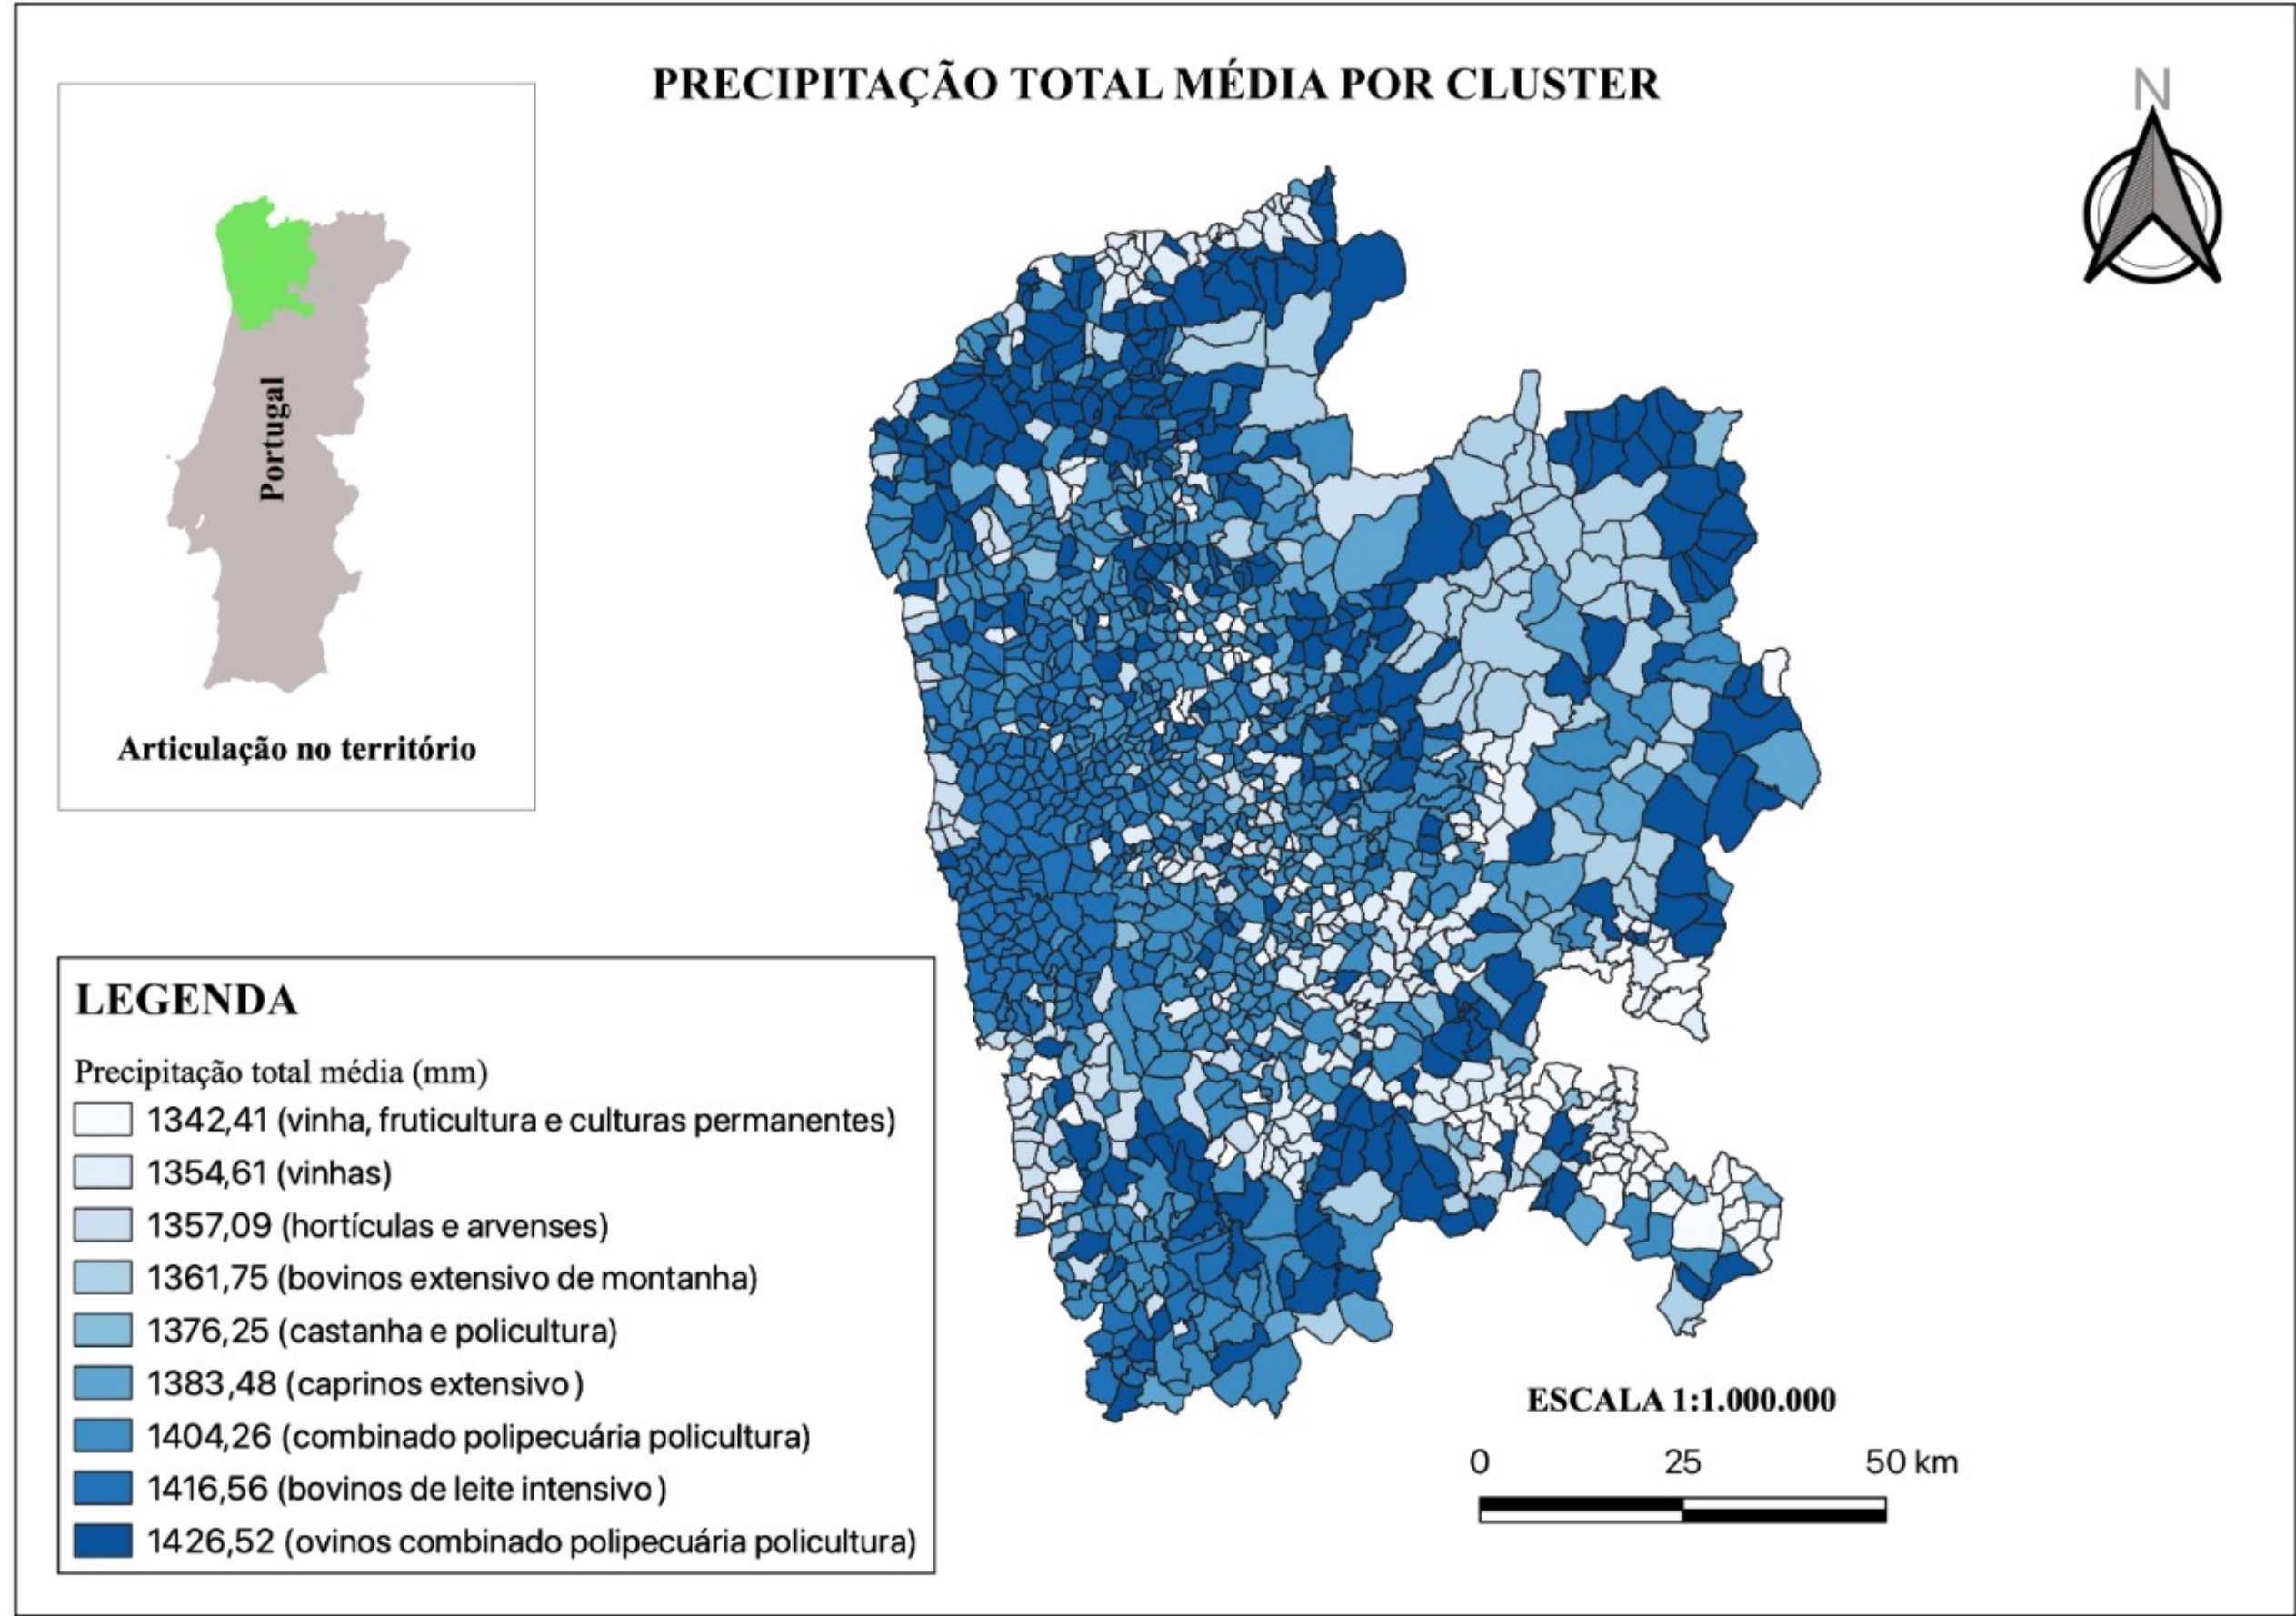 PRECIPITAÇÃO TOTAL MÉDIA POR CLUSTER
N
Portugal
Articulação no território
LEGENDA
Precipitação total média (mm)
1342,41 (vinha, fruticultura e culturas permanentes)
1354,61 (vinhas)
1357,09 (hortículas e arvenses)
1361,75 (bovinos extensivo de montanha)
1376,25 (castanha e policultura)
1383,48 (caprinos extensivo)
1404,26 (combinado polipecuária policultura)
1416,56 (bovinos de leite intensivo)
1426,52 (ovinos combinado polipecuária policultura)
ESCALA 1:1.000.000
0 25 50 km